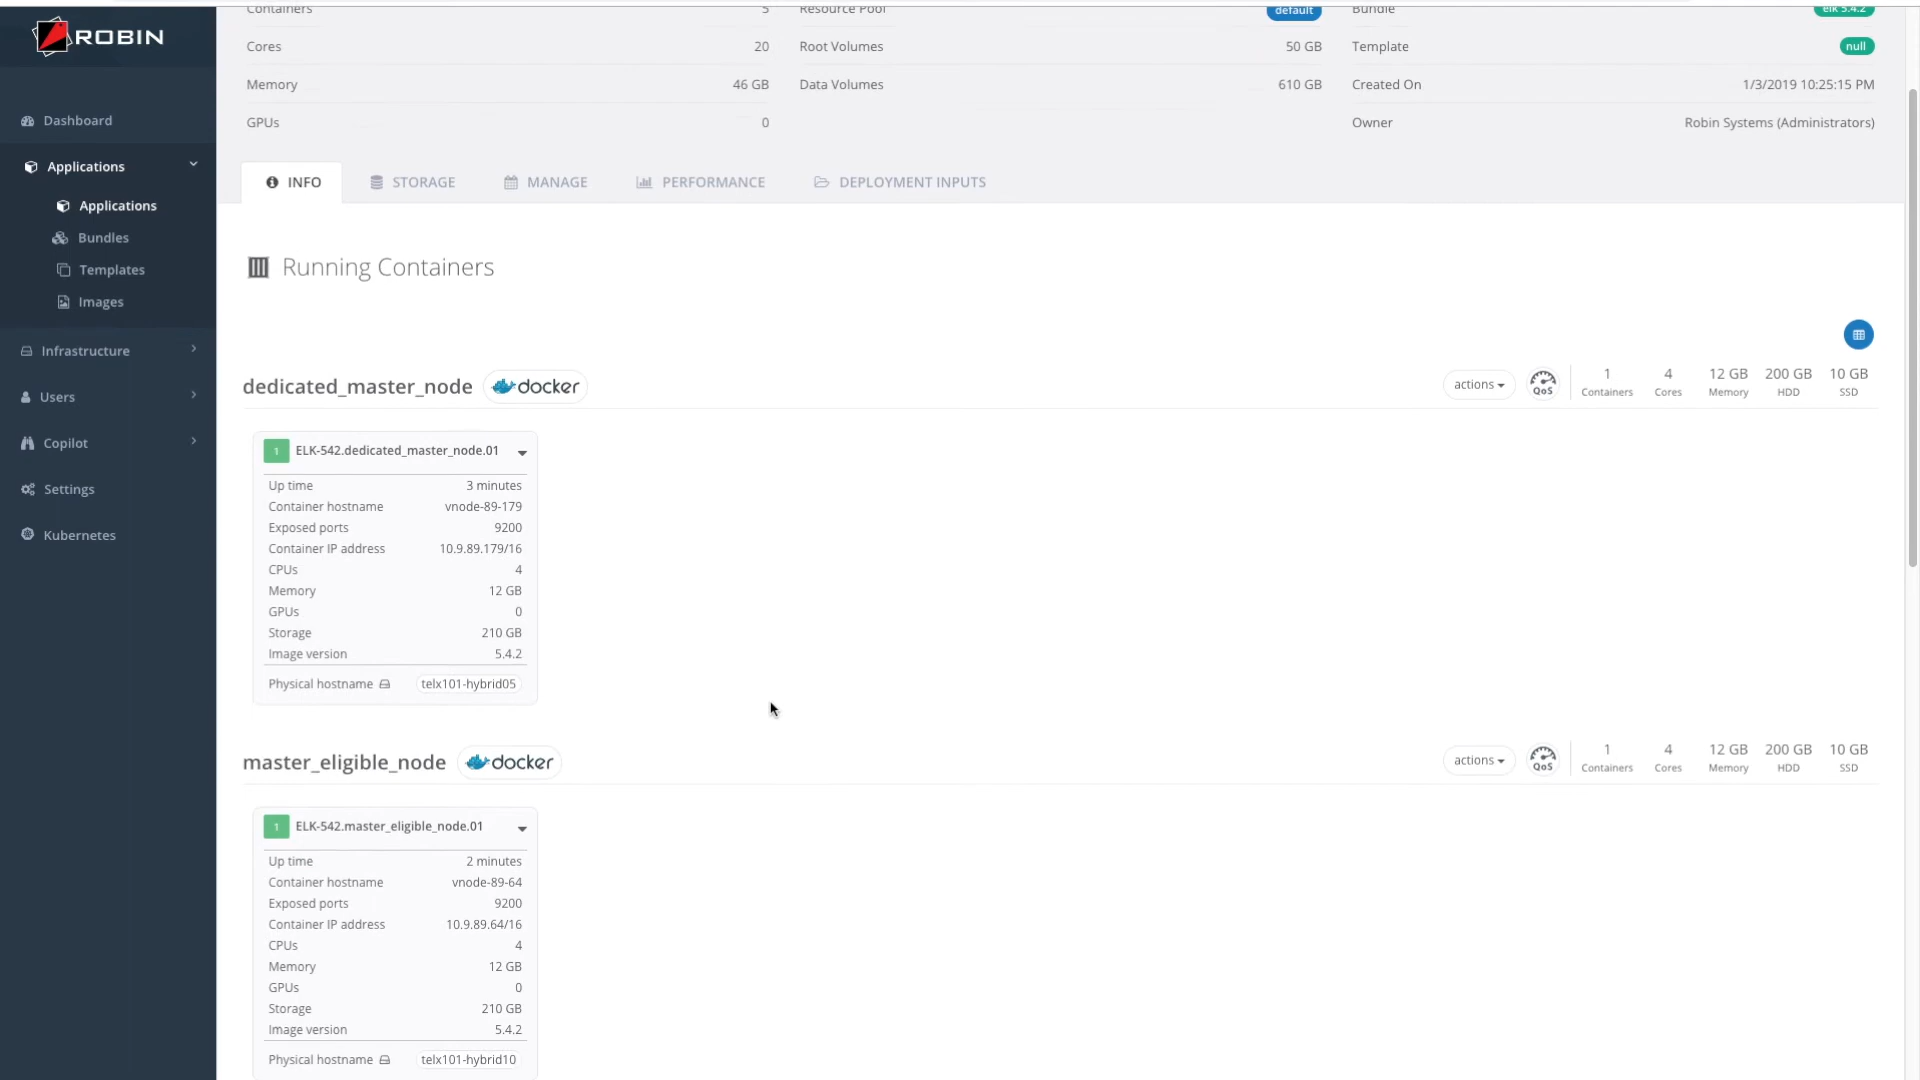 Containers 5 Resource Pool default Bundle elk 5.4.2
ROBIN
Cores 20 Root Volumes 50 GB Template null
Memory 46 GB Data Volumes 610 GB Created On 1/3/2019 10:25:15 PM
GPUs 0 Owner Robin Systems (Administrators)
Dashboard
Applications
Applications
Bundles
Templates
Images
Infrastructure
Users
Copilot
Settings
Kubernetes
INFO STORAGE MANAGE PERFORMANCE DEPLOYMENT INPUTS
Running Containers
dedicated_master_node docker actions QoS 1 4 12 GB 200 GB 10 GB
Containers Cores Memory HDD SSD
1 ELK-542.dedicated_master_node.01
Up time 3 minutes
Container hostname vnode-89-179
Exposed ports 9200
Container IP address 10.9.89.179/16
CPUs 4
Memory 12 GB
GPUs 0
Storage 210 GB
Image version 5.4.2
Physical hostname telx101-hybrid05
master_eligible_node docker actions QoS 1 4 12 GB 200 GB 10 GB
Containers Cores Memory HDD SSD
1 ELK-542.master_eligible_node.01
Up time 2 minutes
Container hostname vnode-89-64
Exposed ports 9200
Container IP address 10.9.89.64/16
CPUs 4
Memory 12 GB
GPUs 0
Storage 210 GB
Image version 5.4.2
Physical hostname telx101-hybrid10